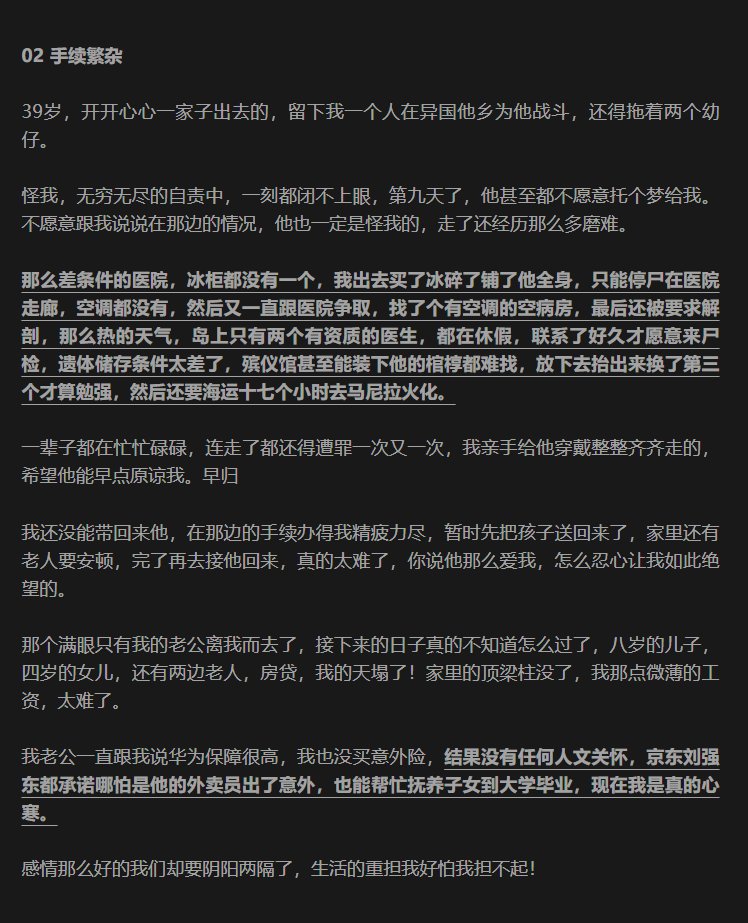 02 手续繁杂
39岁，开开心心一家子出去的，留下我一个人在异国他乡为他战斗，还得拖着两个幼
仔。
怪我，无穷无尽的自责中，一刻都闭不上眼，第九天了，他甚至都不愿意托个梦给我。
不愿意跟我说说在那边的情况，他也一定是怪我的，走了还经历那么多磨难。
那么差条件的医院，冰柜都没有一个，我出去买了冰碎了铺了他全身，只能停尸在医院
走廊，空调都没有，然后又一直跟医院争取，找了个有空调的空病房，最后还被要求解
剖，那么热的天气，岛上只有两个有资质的医生，都在休假，联系了好久才愿意来尸
检，遗体储存条件太差了，殡仪馆甚至能装下他的棺椁都难找，放下去抬出来换了第三
个才算勉强，然后还要海运十七个小时去马尼拉火化。
一辈子都在忙忙碌碌，连走了都还得遭罪一次又一次，我亲手给他穿戴整整齐齐走的，
希望他能早点原谅我。早归
我还没能带回来他，在那边的手续办得我精疲力尽，暂时先把孩子送回来了，家里还有
老人要安顿，完了再去接他回来，真的太难了，你说他那么爱我，怎么忍心让我如此绝
望的。
那个满眼只有我的老公离我而去了，接下来的日子真的不知道怎么过了，八岁的儿子，
四岁的女儿，还有两边老人，房贷，我的天塌了！家里的顶梁柱没了，我那点微薄的工
资，太难了。
我老公一直跟我说华为保障很高，我也没买意外险，结果没有任何人文关怀，京东刘强
东都承诺哪怕是他的外卖员出了意外，也能帮忙抚养子女到大学毕业，现在我是真的心
寒。
感情那么好的我们却要阴阳两隔了，生活的重担我好怕我担不起！